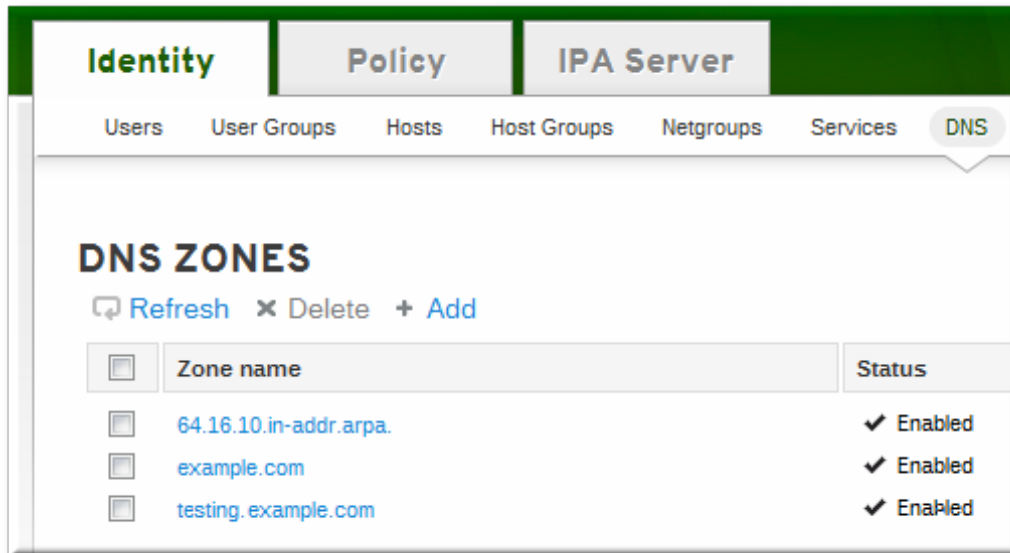 Identity Policy IPA Server
Users User Groups Hosts Host Groups Netgroups Services DNS
DNS ZONES
Refresh Delete + Add
Zone name Status
64.16.10.in-addr.arpa. Enabled
example.com Enabled
testing.example.com Enabled